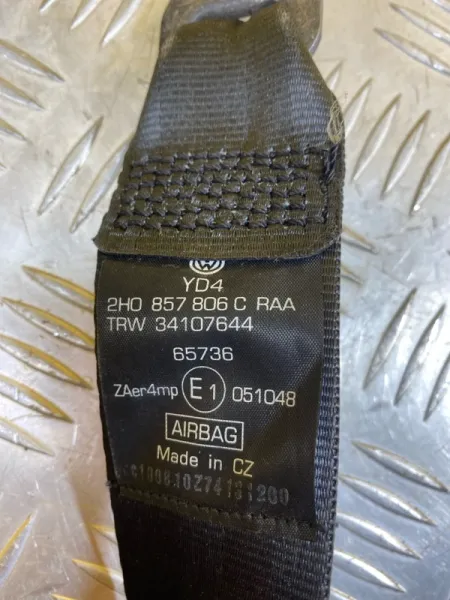 YD4
2H0 857 806 C RAA
TRW 34107644
65736
ZAer4mp E1 051048
AIRBAG
Made in CZ